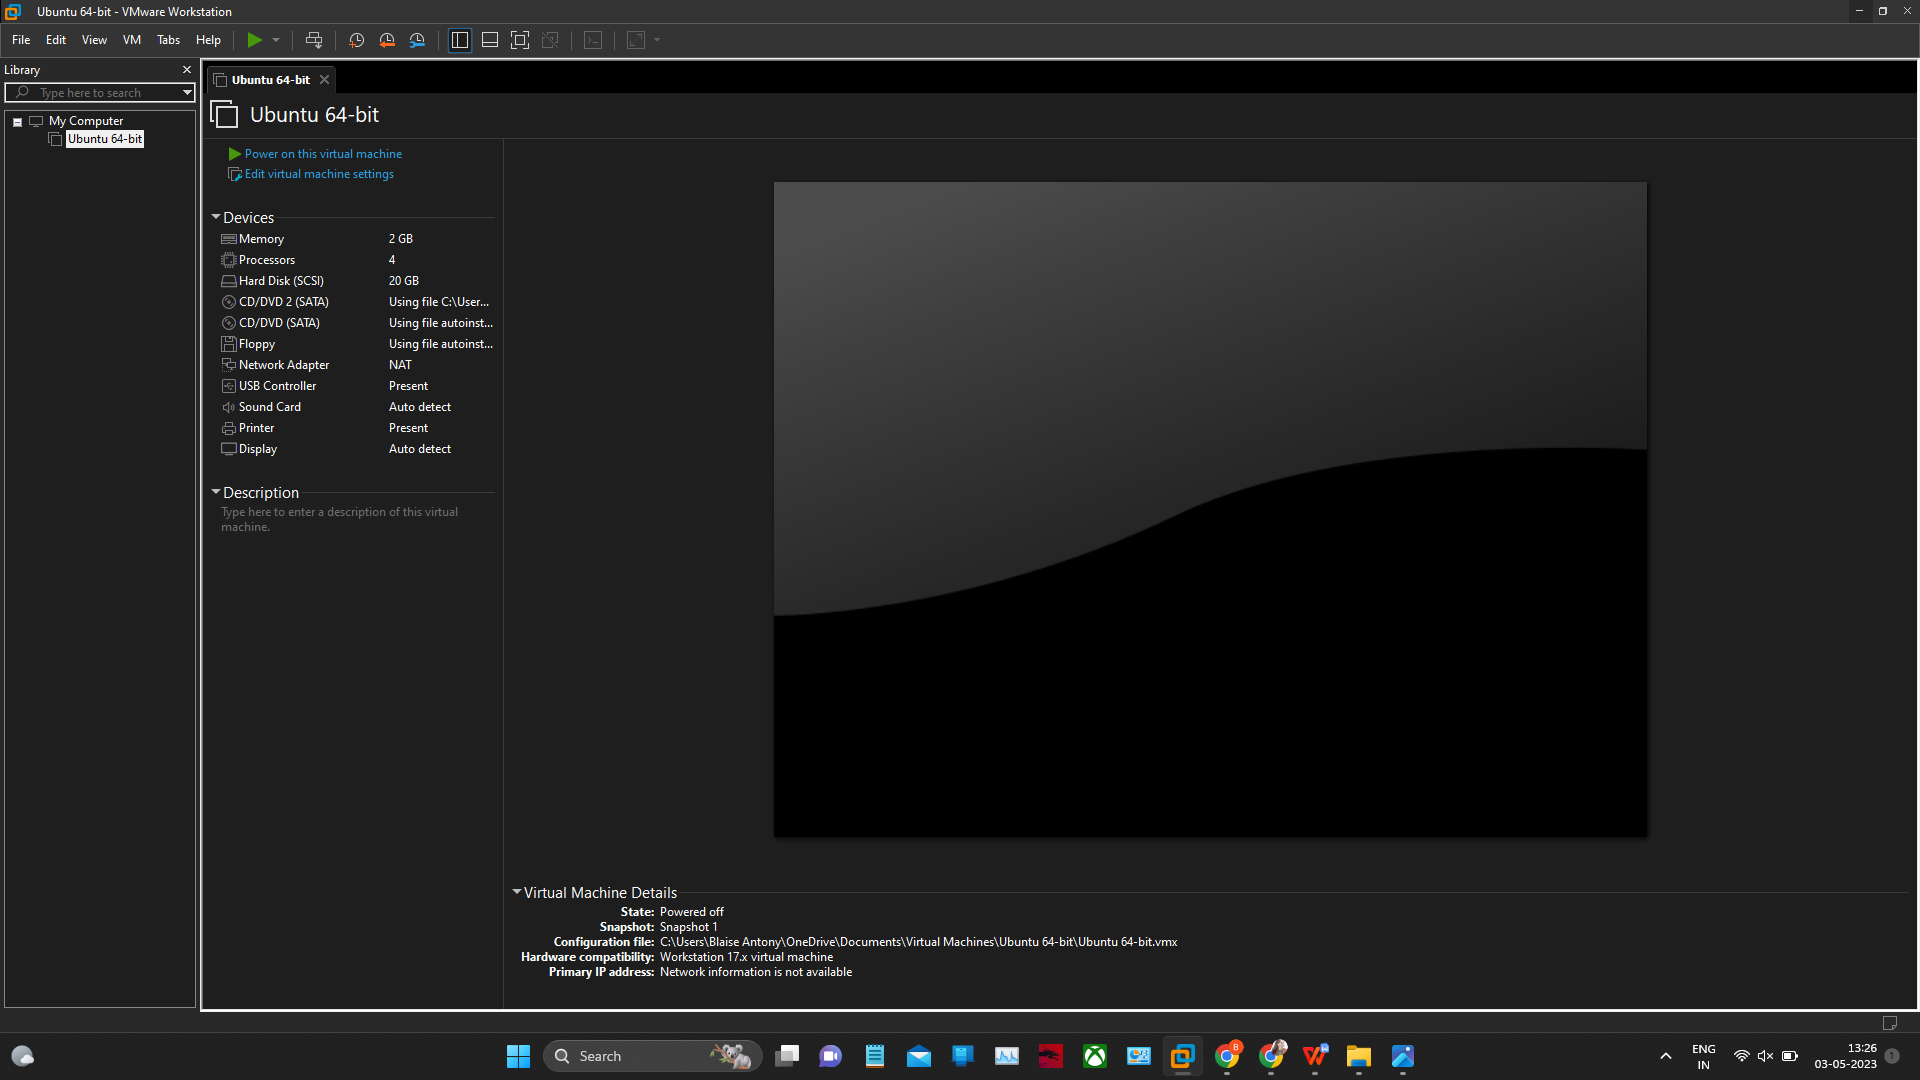 Ubuntu 64-bit - VMware Workstation
File Edit View VM Tabs Help
Library
Type here to search
My Computer
Ubuntu 64-bit
Ubuntu 64-bit
Ubuntu 64-bit
Power on this virtual machine
Edit virtual machine settings
Devices
Memory 2 GB
Processors 4
Hard Disk (SCSI) 20 GB
CD/DVD 2 (SATA) Using file C:\User...
CD/DVD (SATA) Using file autoinst...
Floppy Using file autoinst...
Network Adapter NAT
USB Controller Present
Sound Card Auto detect
Printer Present
Display Auto detect
Description
Type here to enter a description of this virtual
machine.
Virtual Machine Details
State: Powered off
Snapshot: Snapshot 1
Configuration file: C:\Users\Blaise Antony\OneDrive\Documents\Virtual Machines\Ubuntu 64-bit\Ubuntu 64-bit.vmx
Hardware compatibility: Workstation 17.x virtual machine
Primary IP address: Network information is not available
Search
B
ENG
IN
13:26
03-05-2023
1